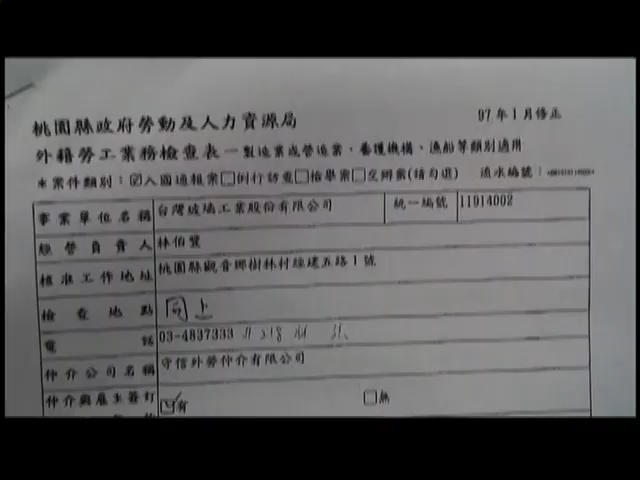 桃園縣政府勞動及人力資源局
97年1月修正
外籍勞工業務檢查表－製造業或營造業、養護機構、漁船等類別適用
*案件類別：☑入國通報案☐例行訪查☐檢舉案☐交辦案(請勾選) 流水編號：
事業單位名稱 台灣玻璃工業股份有限公司 統一編號 11914002
經營負責人 林伯豐
核准工作地址 桃園縣觀音鄉樹林村經建五路1號
檢查地點 同上
電話 03-4837333
仲介公司名稱 守信外勞仲介有限公司
仲介與雇主簽訂 ☑有 ☐無